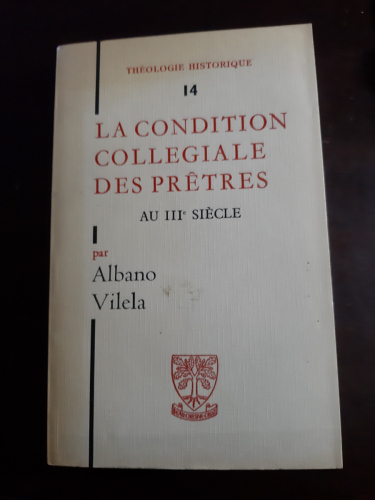 THÉOLOGIE HISTORIQUE
14
LA CONDITION
COLLEGIALE
DES PRÊTRES
AU IIIe SIÈCLE
par
Albano
Vilela